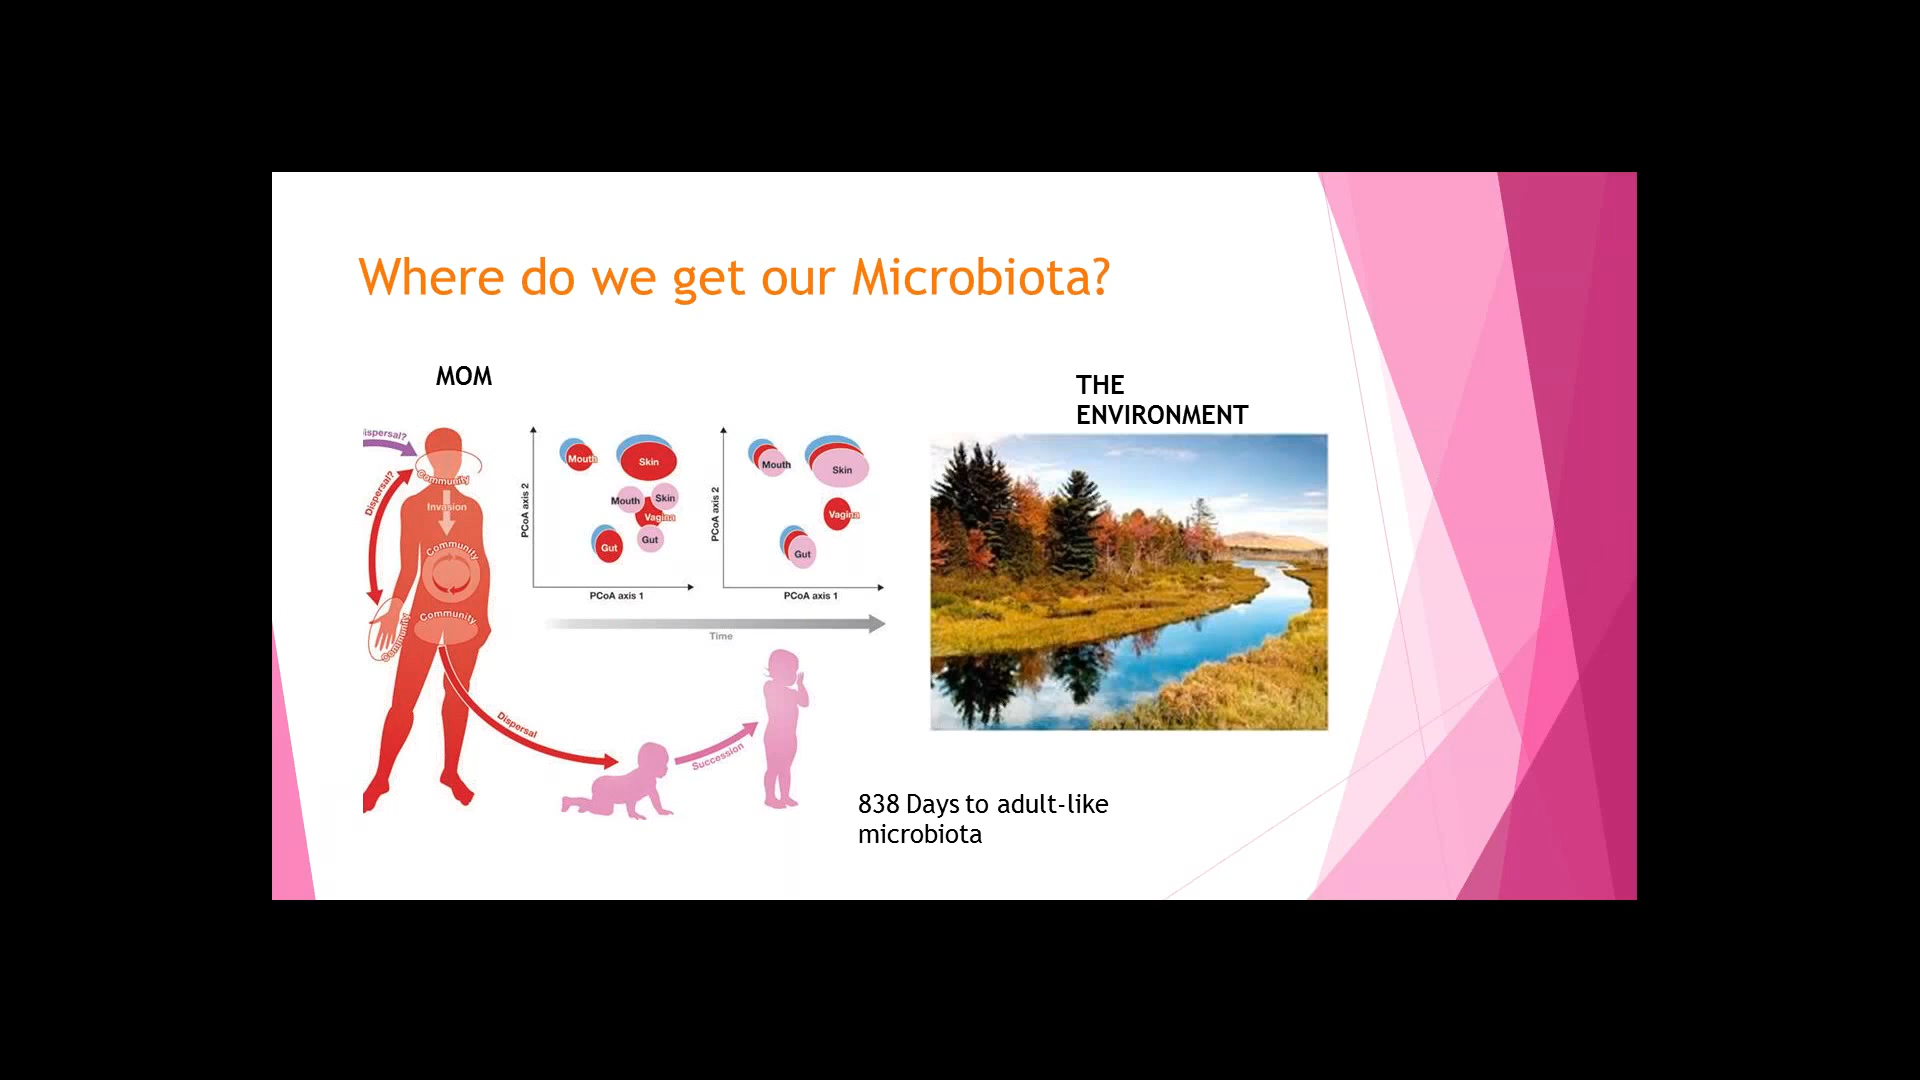 Where do we get our Microbiota?
MOM
THE
ENVIRONMENT
ispersal?
Dispersal?
Community
Invasion
Community
Community
Community
Dispersal
Succession
PCoA axis 2
Mouth
Skin
Mouth
Skin
Vagina
Gut
Gut
PCoA axis 1
PCoA axis 2
Mouth
Skin
Vagina
Gut
PCoA axis 1
Time
838 Days to adult-like
microbiota